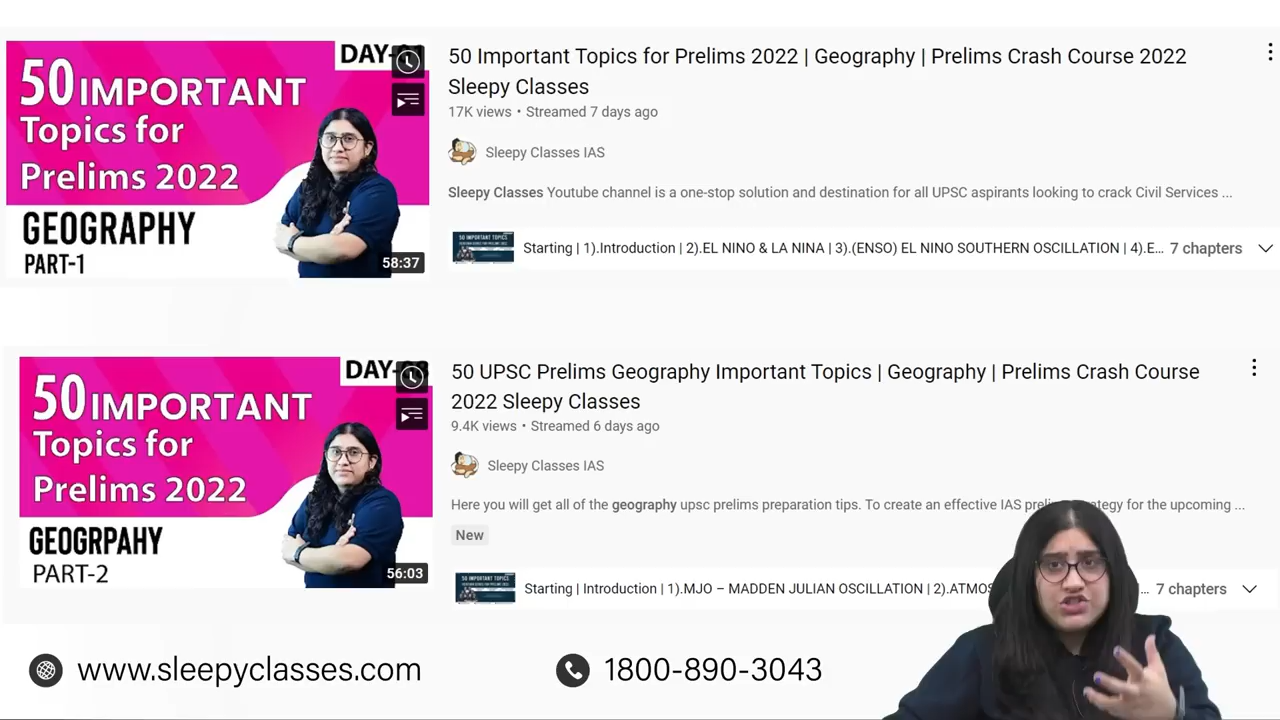 DAY-
50 IMPORTANT
Topics for
Prelims 2022
GEOGRAPHY
PART-1
58:37
50 Important Topics for Prelims 2022 | Geography | Prelims Crash Course 2022
Sleepy Classes
17K views • Streamed 7 days ago
Sleepy Classes IAS
Sleepy Classes Youtube channel is a one-stop solution and destination for all UPSC aspirants looking to crack Civil Services ...
Starting | 1).Introduction | 2).EL NINO & LA NINA | 3).(ENSO) EL NINO SOUTHERN OSCILLATION | 4).E... 7 chapters
DAY-
50 IMPORTANT
Topics for
Prelims 2022
GEOGRPAHY
PART-2
56:03
50 UPSC Prelims Geography Important Topics | Geography | Prelims Crash Course
2022 Sleepy Classes
9.4K views • Streamed 6 days ago
Sleepy Classes IAS
Here you will get all of the geography upsc prelims preparation tips. To create an effective IAS for the upcoming ...
New
Starting | Introduction | 1).MJO – MADDEN JULIAN OSCILLATION | 2).ATMOS ... 7 chapters
www.sleepyclasses.com
1800-890-3043